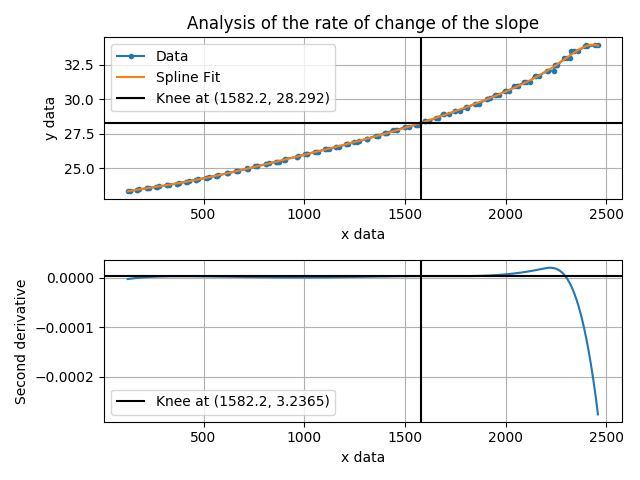 Analysis of the rate of change of the slope
Data
Spline Fit
Knee at (1582.2, 28.292)
y data
32.5
30.0
27.5
25.0
500
1000
1500
2000
2500
x data
Second derivative
0.0000
−0.0001
−0.0002
Knee at (1582.2, 3.2365)
500
1000
1500
2000
2500
x data